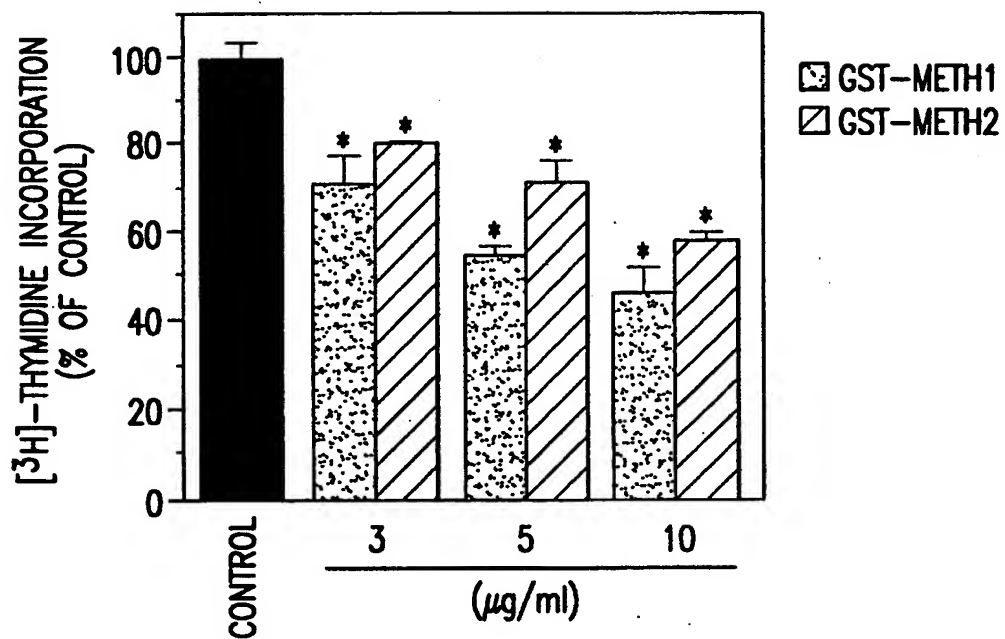 [³H]-THYMIDINE INCORPORATION
(% OF CONTROL)
100
80
60
40
20
0
*
*
*
*
*
*
GST-METH1
GST-METH2
CONTROL
3
5
10
(µg/ml)